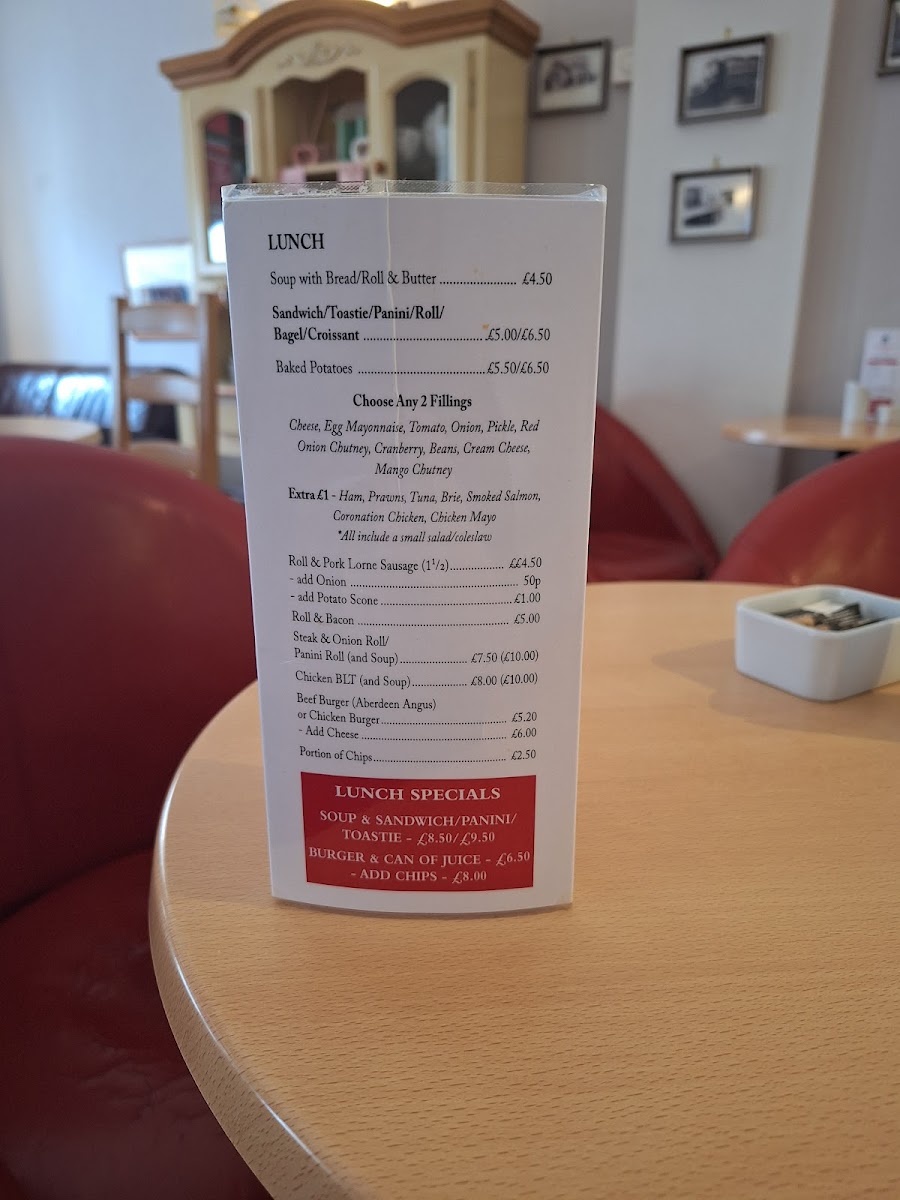 LUNCH
Soup with Bread/Roll & Butter ....................... £4.50
Sandwich/Toastie/Panini/Roll/
Bagel/Croissant ....................................£5.00/£6.50
Baked Potatoes .......................................£5.50/£6.50
Choose Any 2 Fillings
Cheese, Egg Mayonnaise, Tomato, Onion, Pickle, Red
Onion Chutney, Cranberry, Beans, Cream Cheese,
Mango Chutney
Extra £1 - Ham, Prawns, Tuna, Brie, Smoked Salmon,
Coronation Chicken, Chicken Mayo
*All include a small salad/coleslaw
Roll & Pork Lorne Sausage (1¹/2)................. ££4.50
- add Onion ..................................................... 50p
- add Potato Scone .........................................£1.00
Roll & Bacon ................................................ £5.00
Steak & Onion Roll/
Panini Roll (and Soup)..................... £7.50 (£10.00)
Chicken BLT (and Soup).................. £8.00 (£10.00)
Beef Burger (Aberdeen Angus)
or Chicken Burger........................................ £5.20
- Add Cheese ................................................ £6.00
Portion of Chips........................................... £2.50
LUNCH SPECIALS
SOUP & SANDWICH/PANINI/
TOASTIE - £8.50/£9.50
BURGER & CAN OF JUICE - £6.50
- ADD CHIPS - £8.00